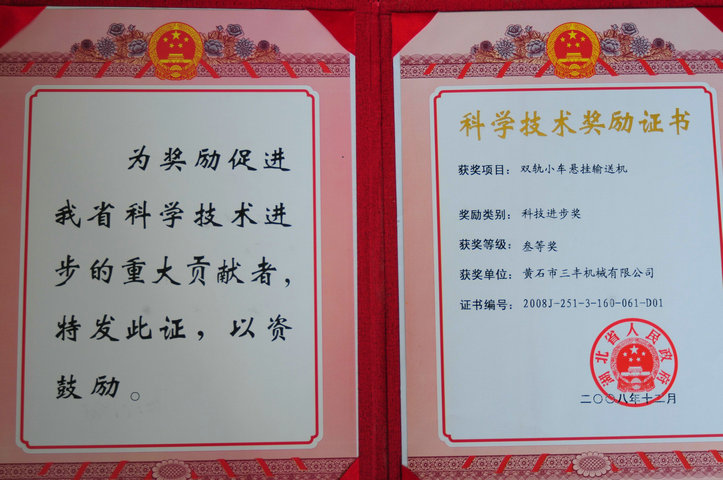 为奖励促进
我省科学技术进
步的重大贡献者，
特发此证，以资
鼓励。
科学技术奖励证书
获奖项目：双轨小车悬挂输送机
奖励类别：科技进步奖
获奖等级：叁等奖
获奖单位：黄石市三丰机械有限公司
证书编号：2008J-251-3-160-061-D01
湖北省人民政府
二〇〇八年十二月